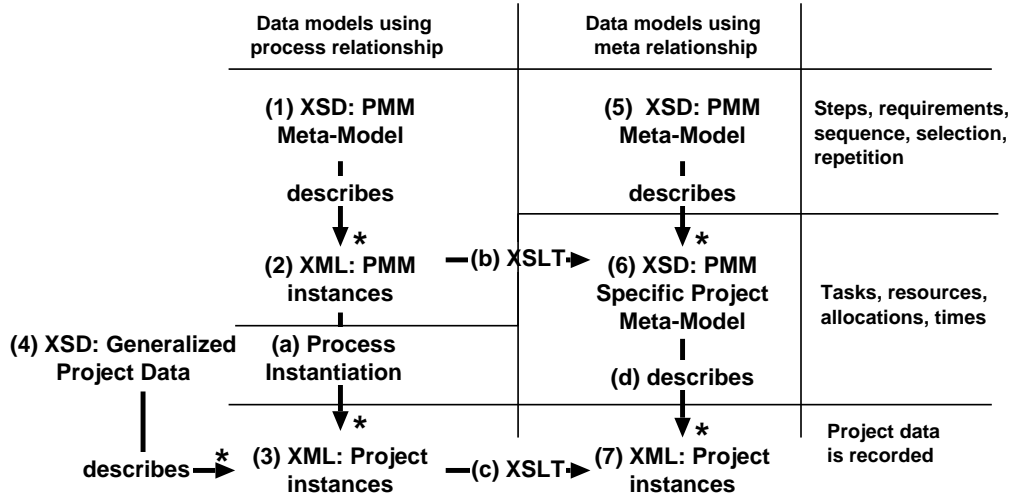 Data models using
process relationship
Data models using
meta relationship
(1) XSD: PMM
Meta-Model
(5) XSD: PMM
Meta-Model
Steps, requirements,
sequence, selection,
repetition
describes
describes
*
*
(2) XML: PMM
instances
(b) XSLT
(6) XSD: PMM
Specific Project
Meta-Model
Tasks, resources,
allocations, times
(4) XSD: Generalized
Project Data
(a) Process
Instantiation
(d) describes
*
*
Project data
is recorded
describes
*
(3) XML: Project
instances
(c) XSLT
(7) XML: Project
instances